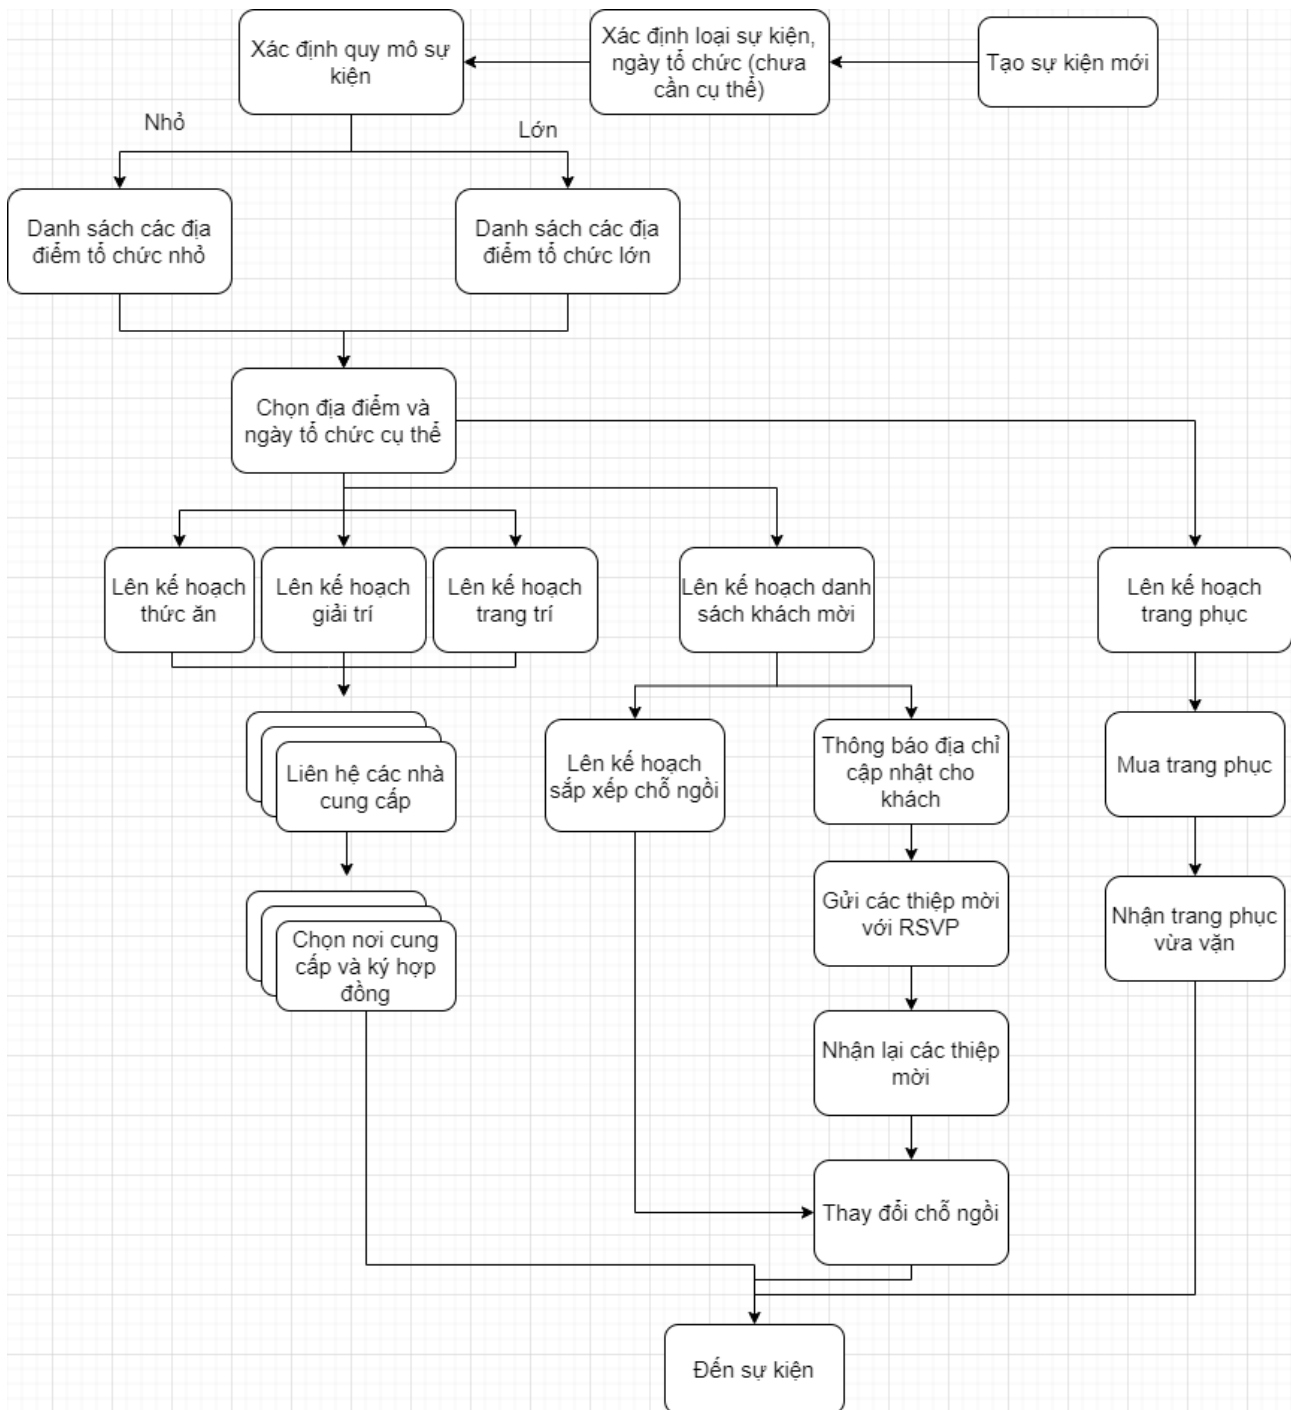 Xác định quy mô sự
kiện
Xác định loại sự kiện,
ngày tổ chức (chưa
cần cụ thể)
Tạo sự kiện mới
Nhỏ
Lớn
Danh sách các địa
điểm tổ chức nhỏ
Danh sách các địa
điểm tổ chức lớn
Chọn địa điểm và
ngày tổ chức cụ thể
Lên kế hoạch
thức ăn
Lên kế hoạch
giải trí
Lên kế hoạch
trang trí
Lên kế hoạch danh
sách khách mời
Lên kế hoạch
trang phục
Liên hệ các nhà
cung cấp
Lên kế hoạch
sắp xếp chỗ ngồi
Thông báo địa chỉ
cập nhật cho
khách
Mua trang phục
Chọn nơi cung
cấp và ký hợp
đồng
Gửi các thiệp mời
với RSVP
Nhận trang phục
vừa vặn
Nhận lại các thiệp
mời
Thay đổi chỗ ngồi
Đến sự kiện